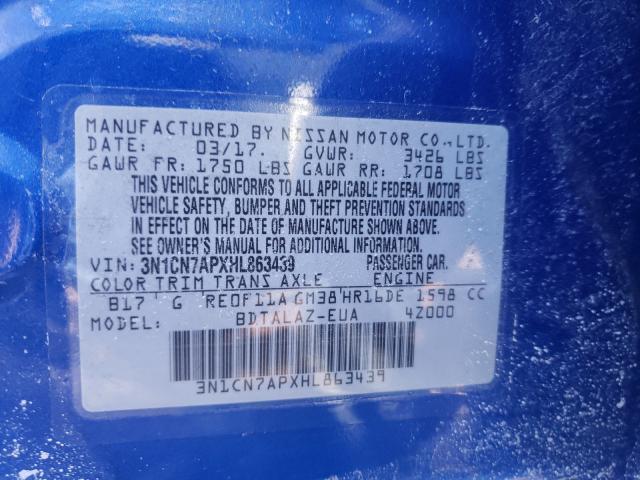 MANUFACTURED BY NISSAN MOTOR CO.,LTD.
DATE: 03/17. GVWR: 3426 LBS
GAWR FR: 1750 LBS GAWR RR: 1708 LBS
THIS VEHICLE CONFORMS TO ALL APPLICABLE FEDERAL MOTOR
VEHICLE SAFETY, BUMPER AND THEFT PREVENTION STANDARDS
IN EFFECT ON THE DATE OF MANUFACTURE SHOWN ABOVE.
SEE OWNER'S MANUAL FOR ADDITIONAL INFORMATION.
VIN: 3N1CN7APXHL863439 PASSENGER CAR.
COLOR TRIM TRANS AXLE ENGINE
B17 G RE0F11A GM38 HR16DE 1598 CC
MODEL: BDTALAZ-EUA 4Z000
3N1CN7APXHL863439